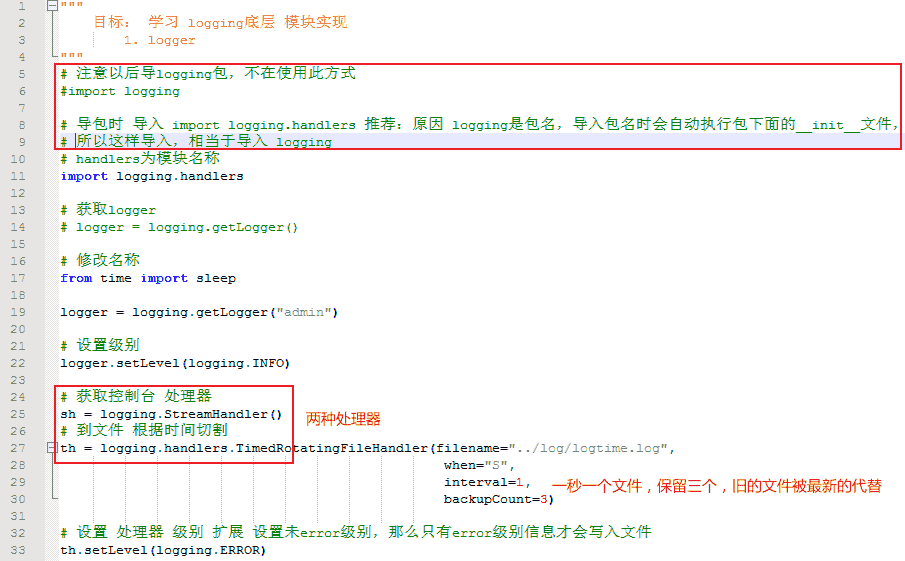 1 """
2 目标： 学习 logging底层 模块实现
3 1. logger
4 """
5 # 注意以后导logging包，不在使用此方式
6 #import logging
7
8 # 导包时 导入 import logging.handlers 推荐：原因 logging是包名，导入包名时会自动执行包下面的__init__文件，
9 # 所以这样导入，相当于导入 logging
10 # handlers为模块名称
11 import logging.handlers
12
13 # 获取logger
14 # logger = logging.getLogger()
15
16 # 修改名称
17 from time import sleep
18
19 logger = logging.getLogger("admin")
20
21 # 设置级别
22 logger.setLevel(logging.INFO)
23
24 # 获取控制台 处理器
25 sh = logging.StreamHandler() 两种处理器
26 # 到文件 根据时间切割
27 th = logging.handlers.TimedRotatingFileHandler(filename="../log/logtime.log",
28 when="S",
29 interval=1, 一秒一个文件，保留三个，旧的文件被最新的代替
30 backupCount=3)
31
32 # 设置 处理器 级别 扩展 设置未error级别，那么只有error级别信息才会写入文件
33 th.setLevel(logging.ERROR)